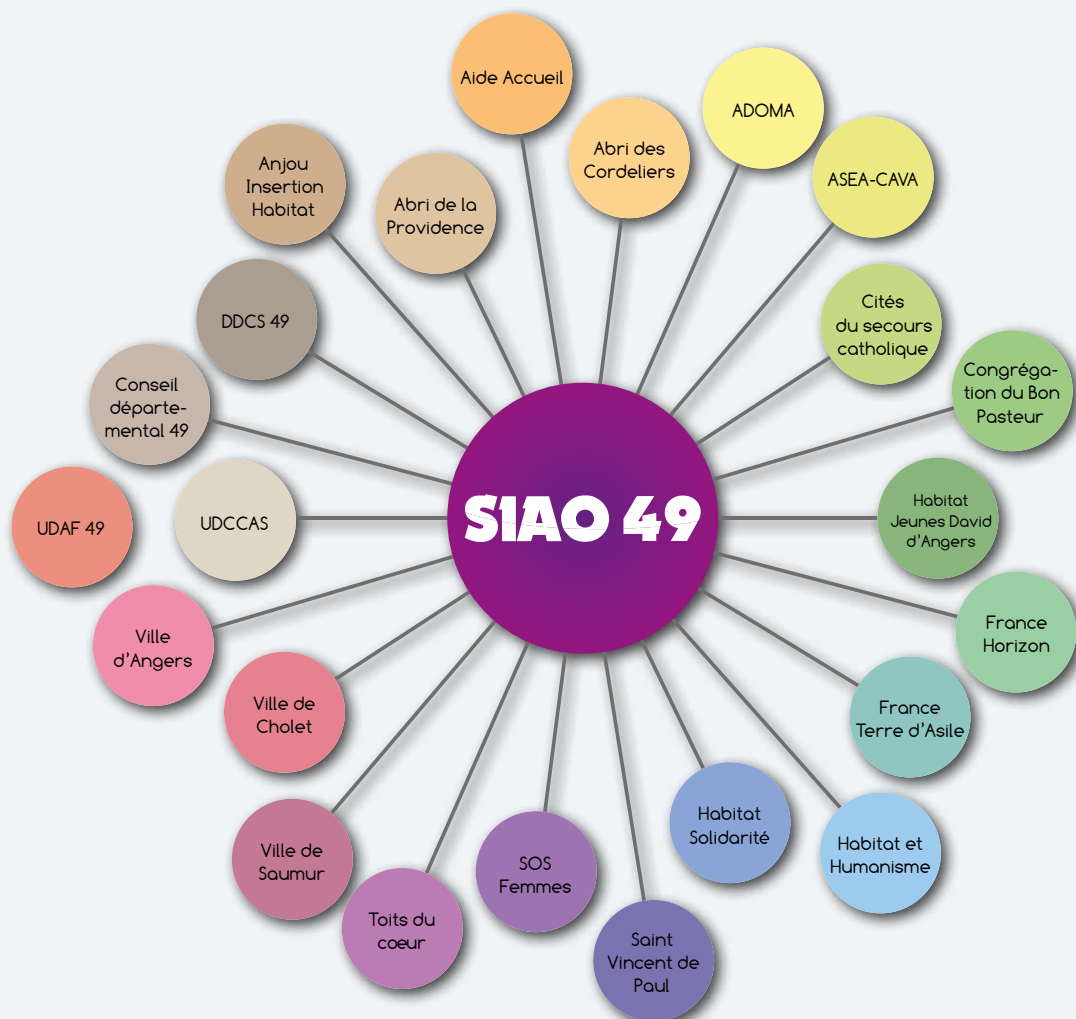 Aide Accueil
ADOMA
Abri des
Cordeliers
ASEA-CAVA
Anjou
Insertion
Habitat
Abri de la
Providence
DDCS 49
Cités
du secours
catholique
Congréga-
tion du Bon
Pasteur
Conseil
départe-
mental 49
UDAF 49
UDCCAS
SIAO 49
Habitat
Jeunes David
d'Angers
Ville
d'Angers
France
Horizon
Ville de
Cholet
France
Terre d'Asile
Ville de
Saumur
Toits du
coeur
SOS
Femmes
Saint
Vincent de
Paul
Habitat
Solidarité
Habitat et
Humanisme